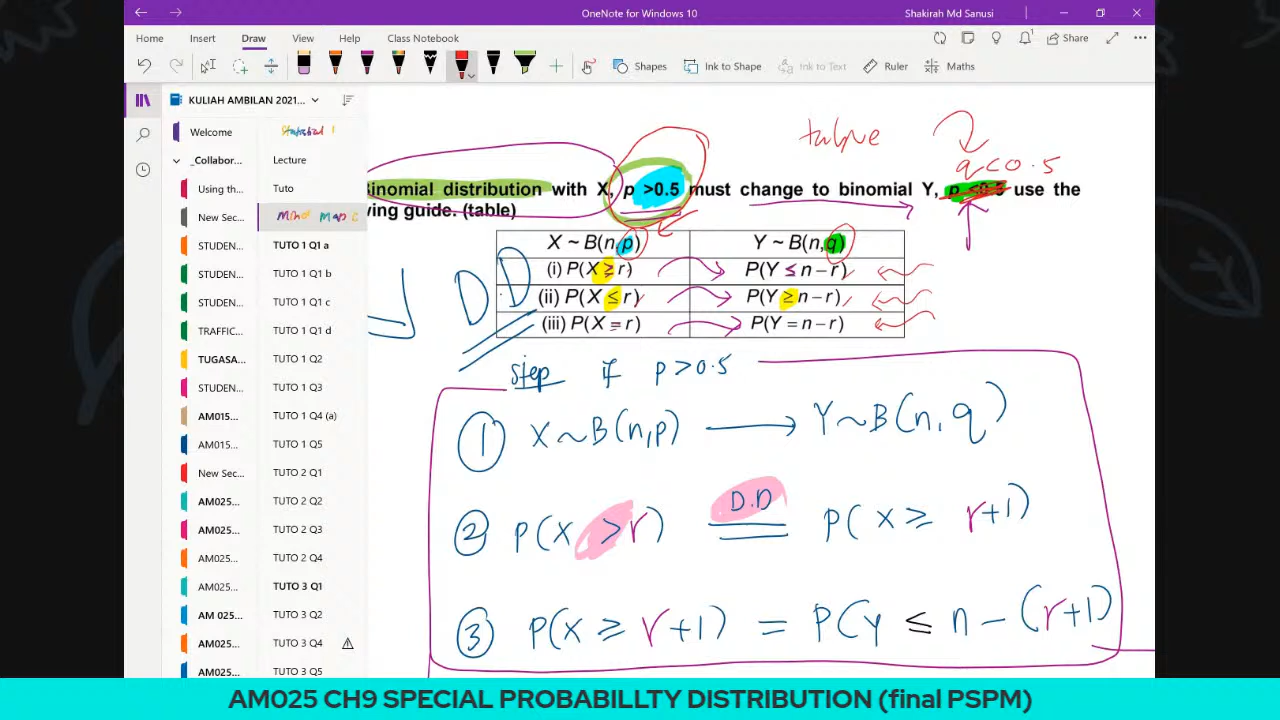 OneNote for Windows 10
Shakirah Md Sanusi
Home Insert Draw View Help Class Notebook
Share
Shapes Ink to Shape Ink to Text Ruler Maths
KULIAH AMBILAN 2021...
Welcome
_Collabor...
Using th...
New Sec...
STUDEN...
STUDEN...
STUDEN...
TRAFFIC...
TUGASA...
STUDEN...
AM015...
AM015...
New Sec...
AM025...
AM025...
AM025...
AM025...
AM 025...
AM025...
AM025...
Lecture
Tuto
Mind Map
TUTO 1 Q1 a
TUTO 1 Q1 b
TUTO 1 Q1 c
TUTO 1 Q1 d
TUTO 1 Q2
TUTO 1 Q3
TUTO 1 Q4 (a)
TUTO 1 Q5
TUTO 2 Q1
TUTO 2 Q2
TUTO 2 Q3
TUTO 2 Q4
TUTO 3 Q1
TUTO 3 Q2
TUTO 3 Q4
TUTO 3 Q5
table
q<0.5
Binomial distribution with X, p >0.5 must change to binomial Y, p <0.5 use the
wing guide. (table)
X ~ B(n,p) Y ~ B(n,q)
(i) P(X ≥ r) P(Y ≤ n – r)
(ii) P(X ≤ r) P(Y ≥ n – r)
(iii) P(X = r) P(Y = n – r)
DD
step if p>0.5
① X~B(n,p) → Y~B(n,q)
② P(X > r) D.D P(X ≥ r+1)
③ P(X ≥ r+1) = P(Y ≤ n – (r+1)
AM025 CH9 SPECIAL PROBABILLTY DISTRIBUTION (final PSPM)